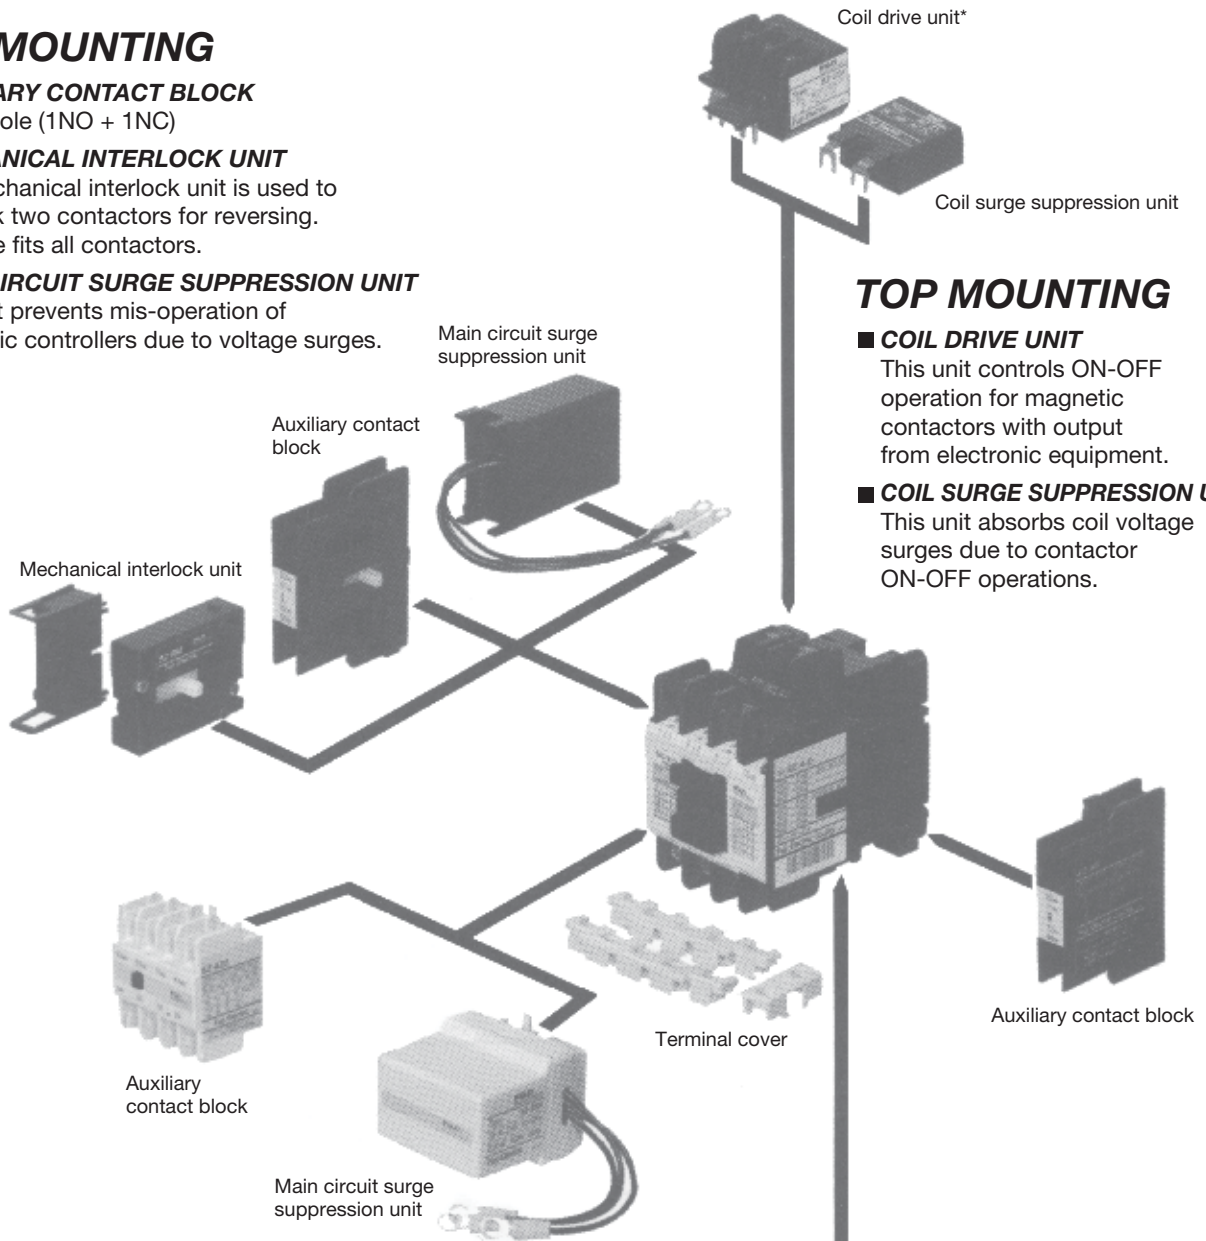 MOUNTING
ARY CONTACT BLOCK
ole (1NO + 1NC)
ANICAL INTERLOCK UNIT
chanical interlock unit is used to
k two contactors for reversing.
e fits all contactors.
IRCUIT SURGE SUPPRESSION UNIT
t prevents mis-operation of
ic controllers due to voltage surges.
Coil drive unit*
Coil surge suppression unit
TOP MOUNTING
COIL DRIVE UNIT
This unit controls ON-OFF
operation for magnetic
contactors with output
from electronic equipment.
COIL SURGE SUPPRESSION U
This unit absorbs coil voltage
surges due to contactor
ON-OFF operations.
Main circuit surge
suppression unit
Auxiliary contact
block
Mechanical interlock unit
Auxiliary contact block
Terminal cover
Auxiliary
contact block
Main circuit surge
suppression unit